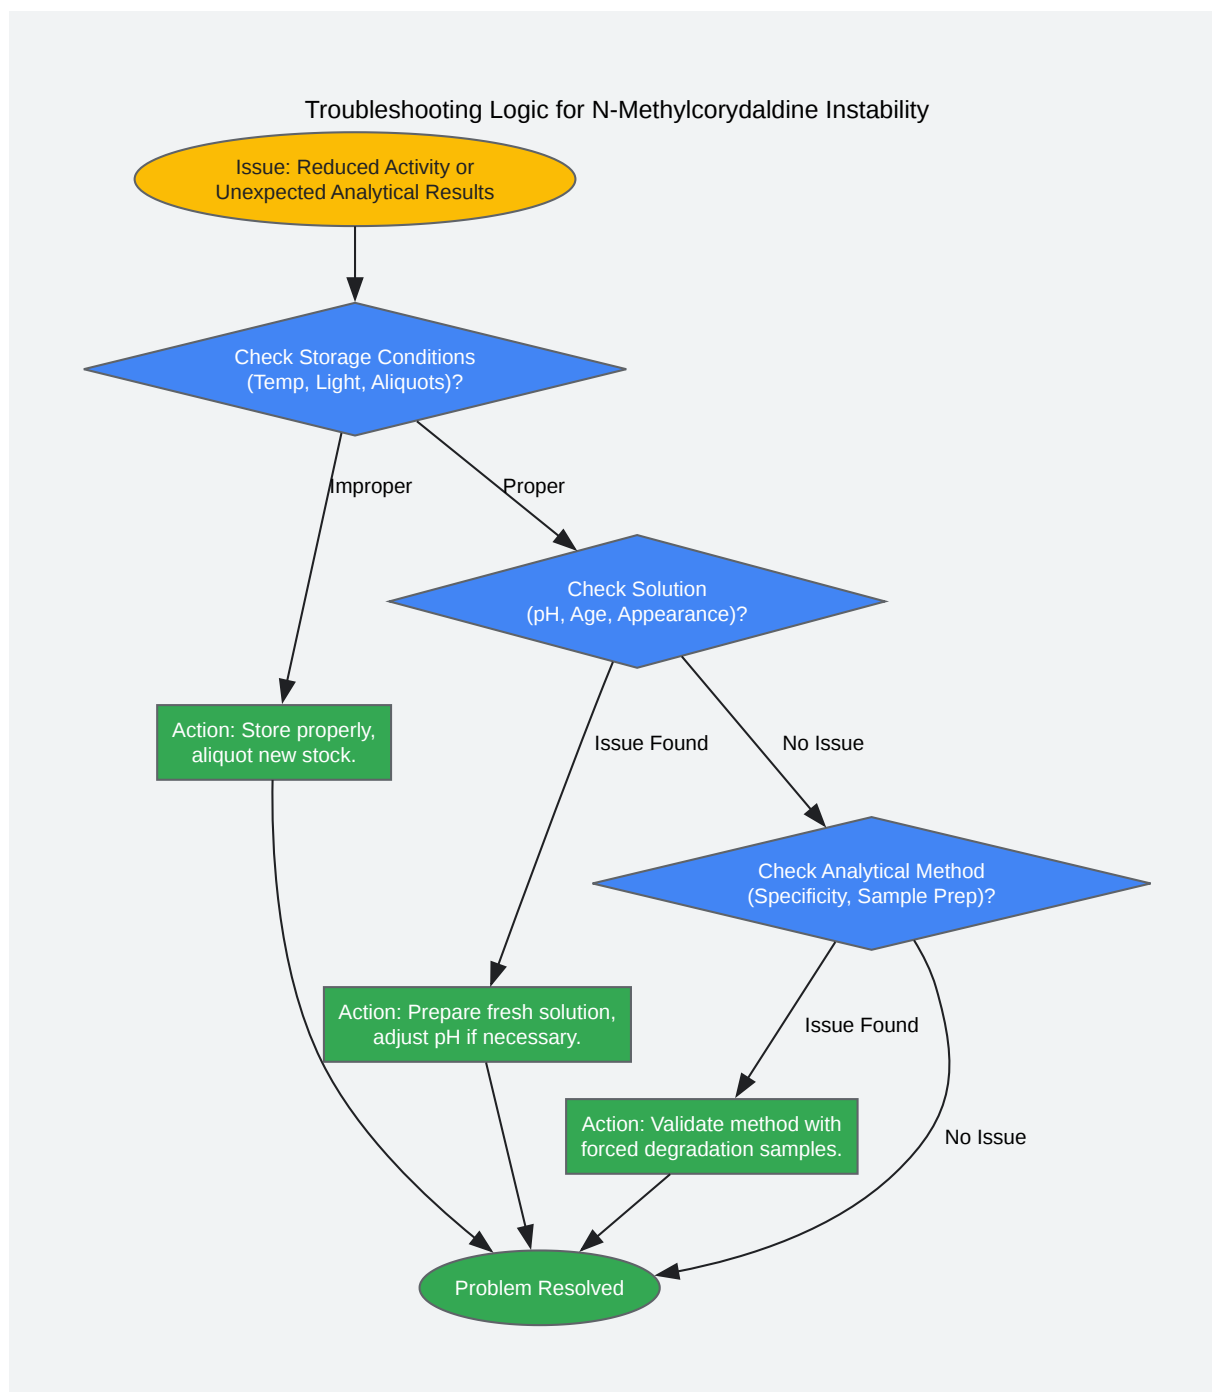 Troubleshooting Logic for N-Methylcorydaldine Instability
Issue: Reduced Activity or
Unexpected Analytical Results
Check Storage Conditions
(Temp, Light, Aliquots)?
Improper
Proper
Check Solution
(pH, Age, Appearance)?
Action: Store properly,
aliquot new stock.
Issue Found
No Issue
Check Analytical Method
(Specificity, Sample Prep)?
Action: Prepare fresh solution,
adjust pH if necessary.
Issue Found
Action: Validate method with
forced degradation samples.
No Issue
Problem Resolved